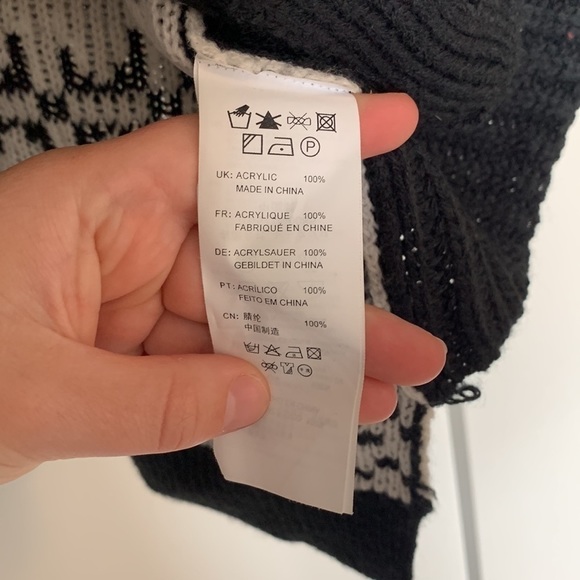 P
UK: ACRYLIC 100%
MADE IN CHINA
FR: ACRYLIQUE 100%
FABRIQUÉ EN CHINE
DE: ACRYLSAUER 100%
GEBILDET IN CHINA
PT: ACRÍLICO 100%
FEITO EM CHINA
CN: 腈纶 100%
中国制造